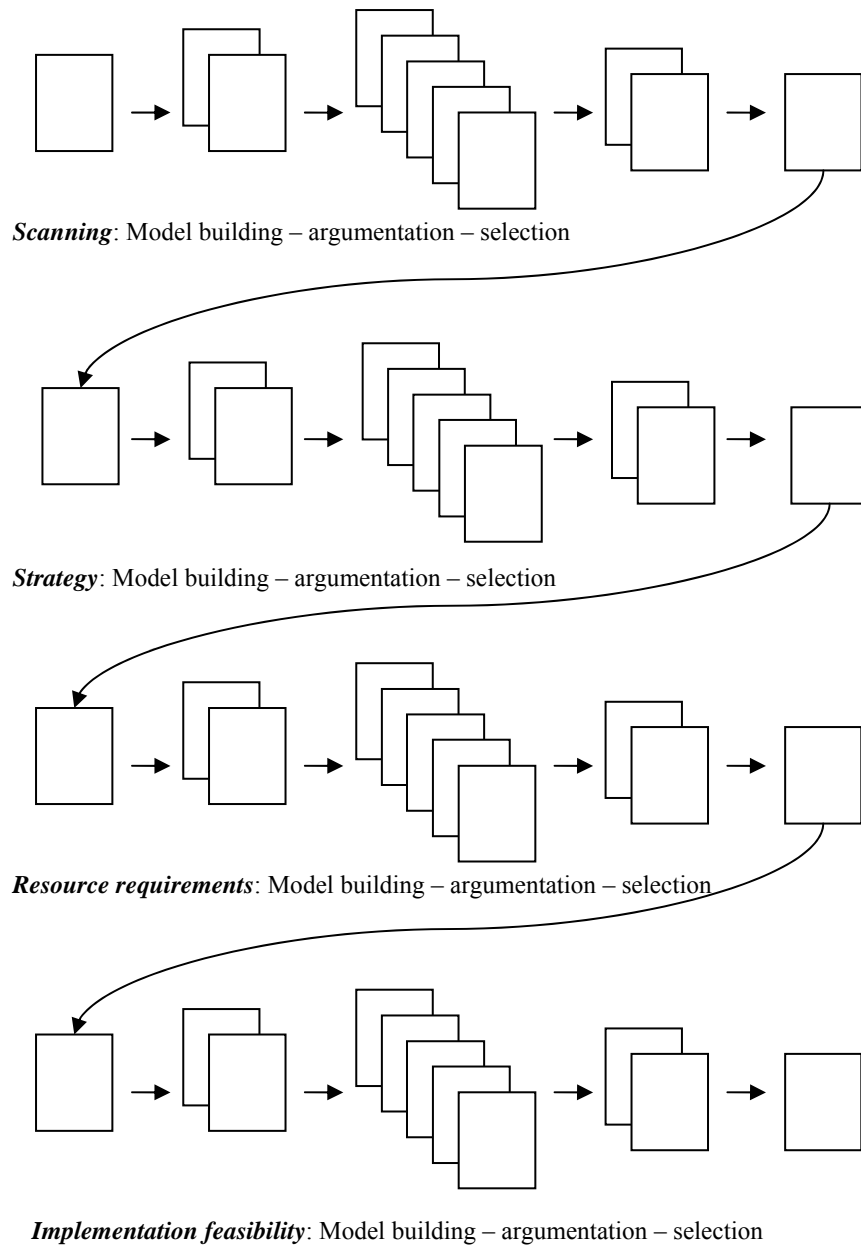 Scanning: Model building – argumentation – selection
Strategy: Model building – argumentation – selection
Resource requirements: Model building – argumentation – selection
Implementation feasibility: Model building – argumentation – selection